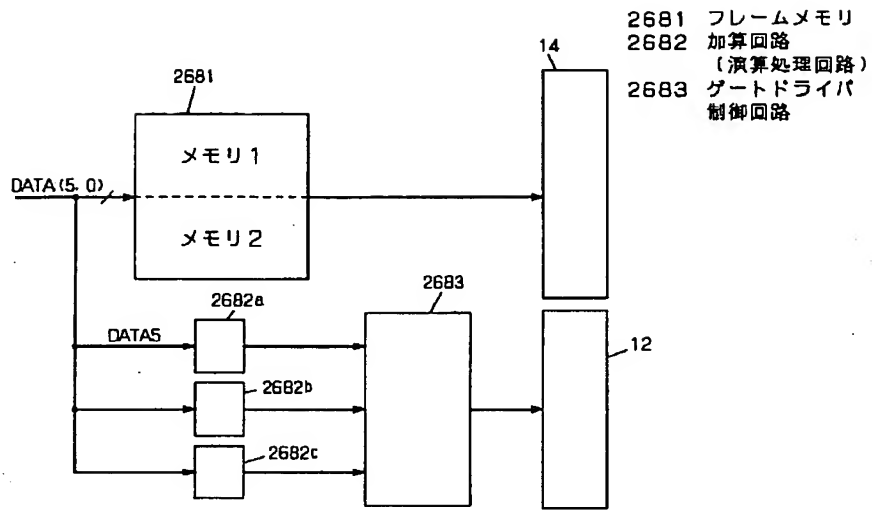 2681 フレームメモリ
2682 加算回路
(演算処理回路)
2683 ゲートドライバ
制御回路
14
2681
メモリ1
DATA(5, 0)
メモリ2
2683
2682a
DATA5
12
2682b
2682c